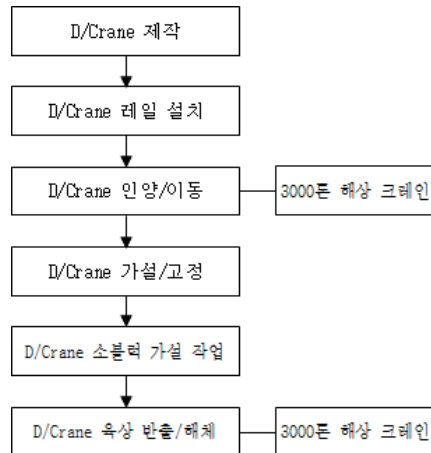 D/Crane 제작
D/Crane 레일 설치
D/Crane 인양/이동
3000톤 해상 크레인
D/Crane 가설/고정
D/Crane 소블럭 가설 작업
D/Crane 육상 반출/해체
3000톤 해상 크레인